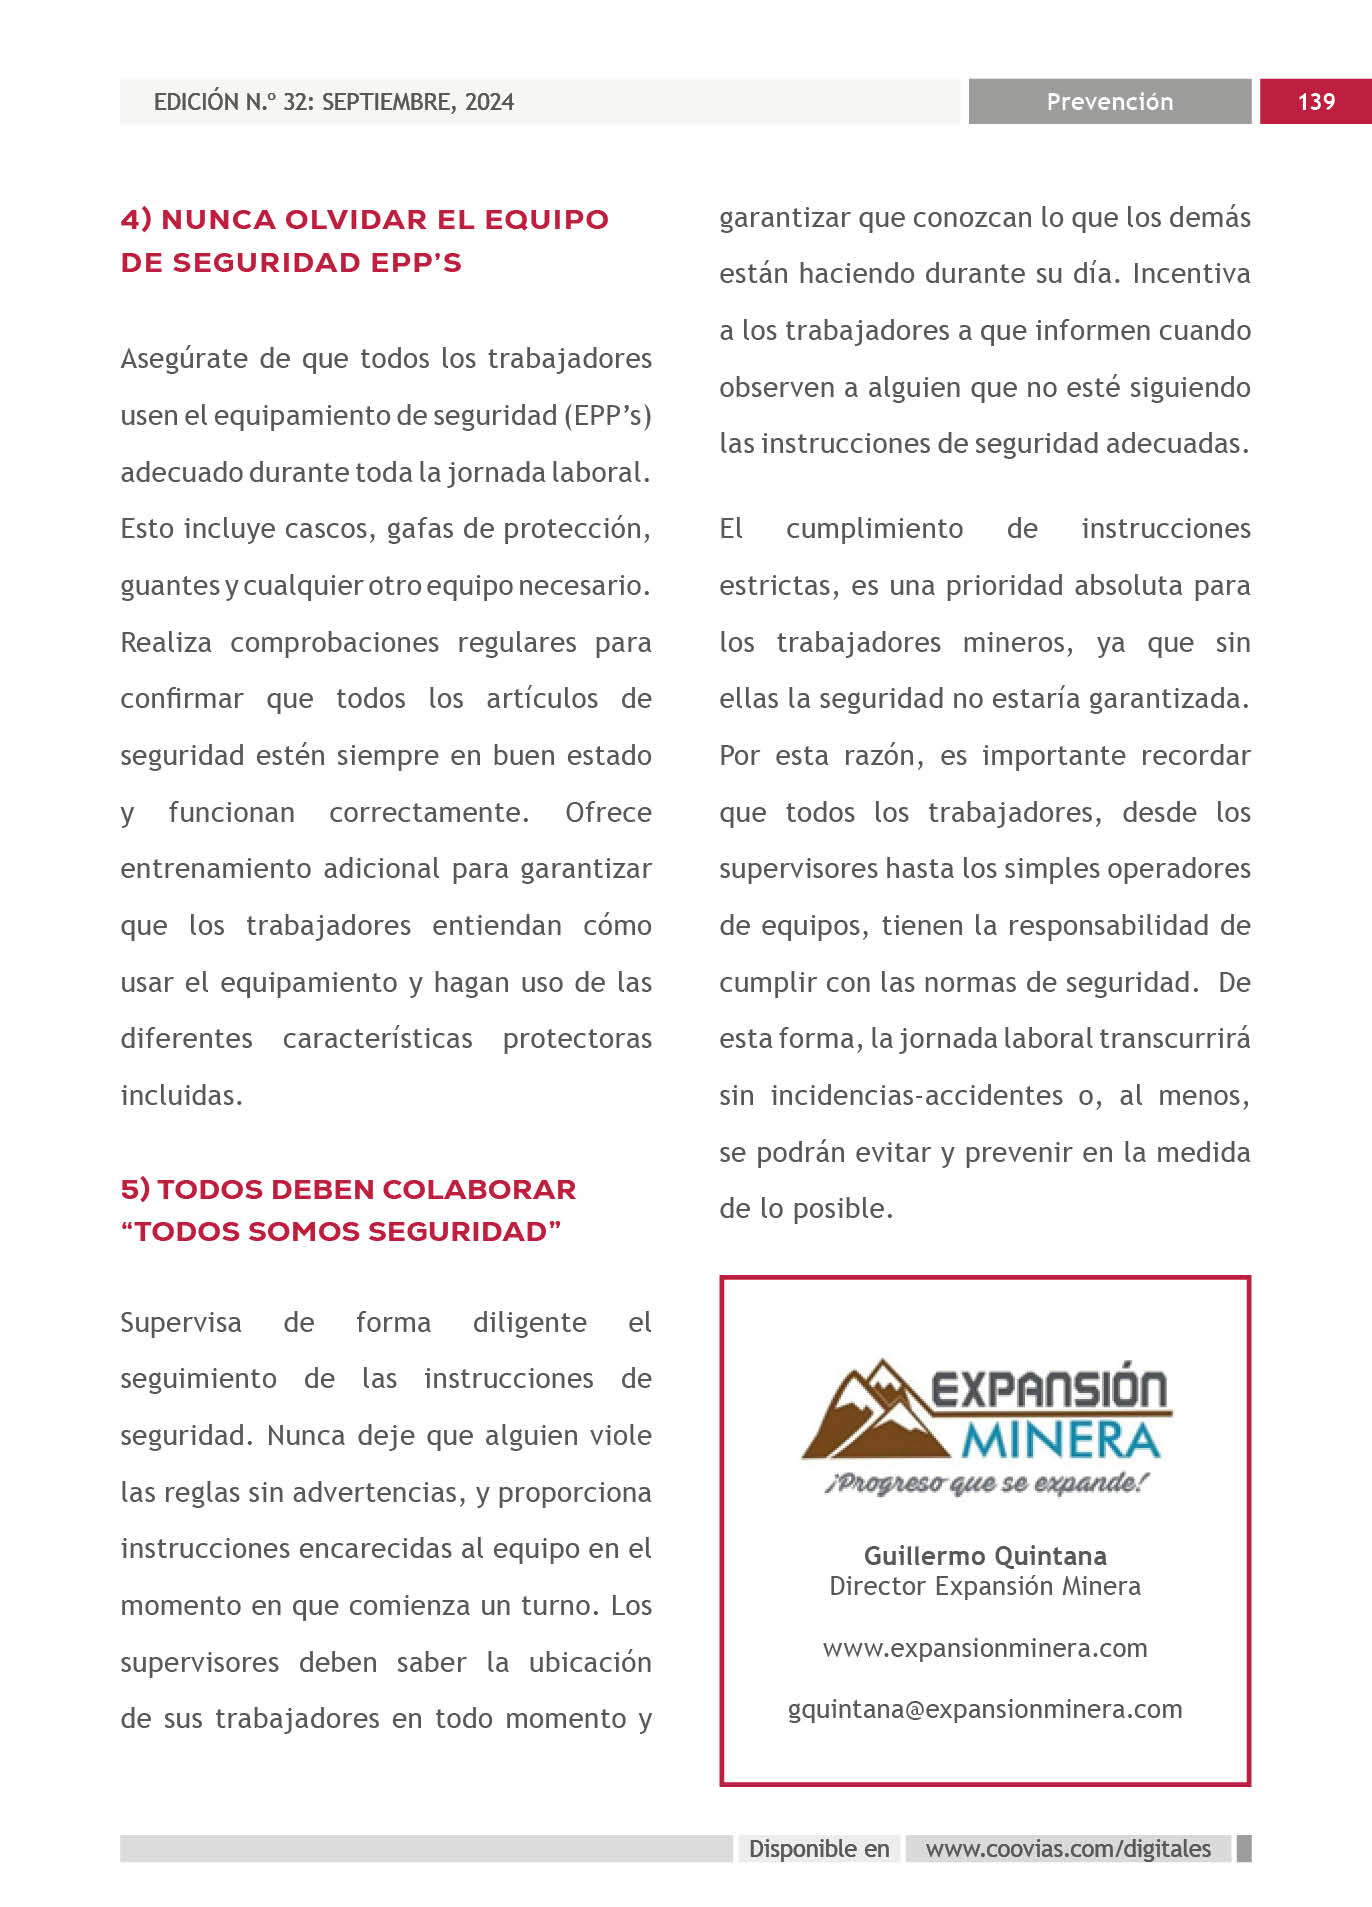 EDICIÓN N.º 32: SEPTIEMBRE, 2024
Prevención
139
4) NUNCA OLVIDAR EL EQUIPO
DE SEGURIDAD EPP’S
Asegúrate de que todos los trabajadores
usen el equipamiento de seguridad (EPP’s)
adecuado durante toda la jornada laboral.
Esto incluye cascos, gafas de protección,
guantes y cualquier otro equipo necesario.
Realiza comprobaciones regulares para
confirmar que todos los artículos de
seguridad estén siempre en buen estado
y funcionan correctamente. Ofrece
entrenamiento adicional para garantizar
que los trabajadores entiendan cómo
usar el equipamiento y hagan uso de las
diferentes características protectoras
incluidas.
5) TODOS DEBEN COLABORAR
“TODOS SOMOS SEGURIDAD”
Supervisa de forma diligente el
seguimiento de las instrucciones de
seguridad. Nunca deje que alguien viole
las reglas sin advertencias, y proporciona
instrucciones encarecidas al equipo en el
momento en que comienza un turno. Los
supervisores deben saber la ubicación
de sus trabajadores en todo momento y
garantizar que conozcan lo que los demás
están haciendo durante su día. Incentiva
a los trabajadores a que informen cuando
observen a alguien que no esté siguiendo
las instrucciones de seguridad adecuadas.
El cumplimiento de instrucciones
estrictas, es una prioridad absoluta para
los trabajadores mineros, ya que sin
ellas la seguridad no estaría garantizada.
Por esta razón, es importante recordar
que todos los trabajadores, desde los
supervisores hasta los simples operadores
de equipos, tienen la responsabilidad de
cumplir con las normas de seguridad. De
esta forma, la jornada laboral transcurrirá
sin incidencias-accidentes o, al menos,
se podrán evitar y prevenir en la medida
de lo posible.
EXPANSIÓN
MINERA
¡Progreso que se expande!
Guillermo Quintana
Director Expansión Minera
www.expansionminera.com
gquintana@expansionminera.com
Disponible en
www.coovias.com/digitales